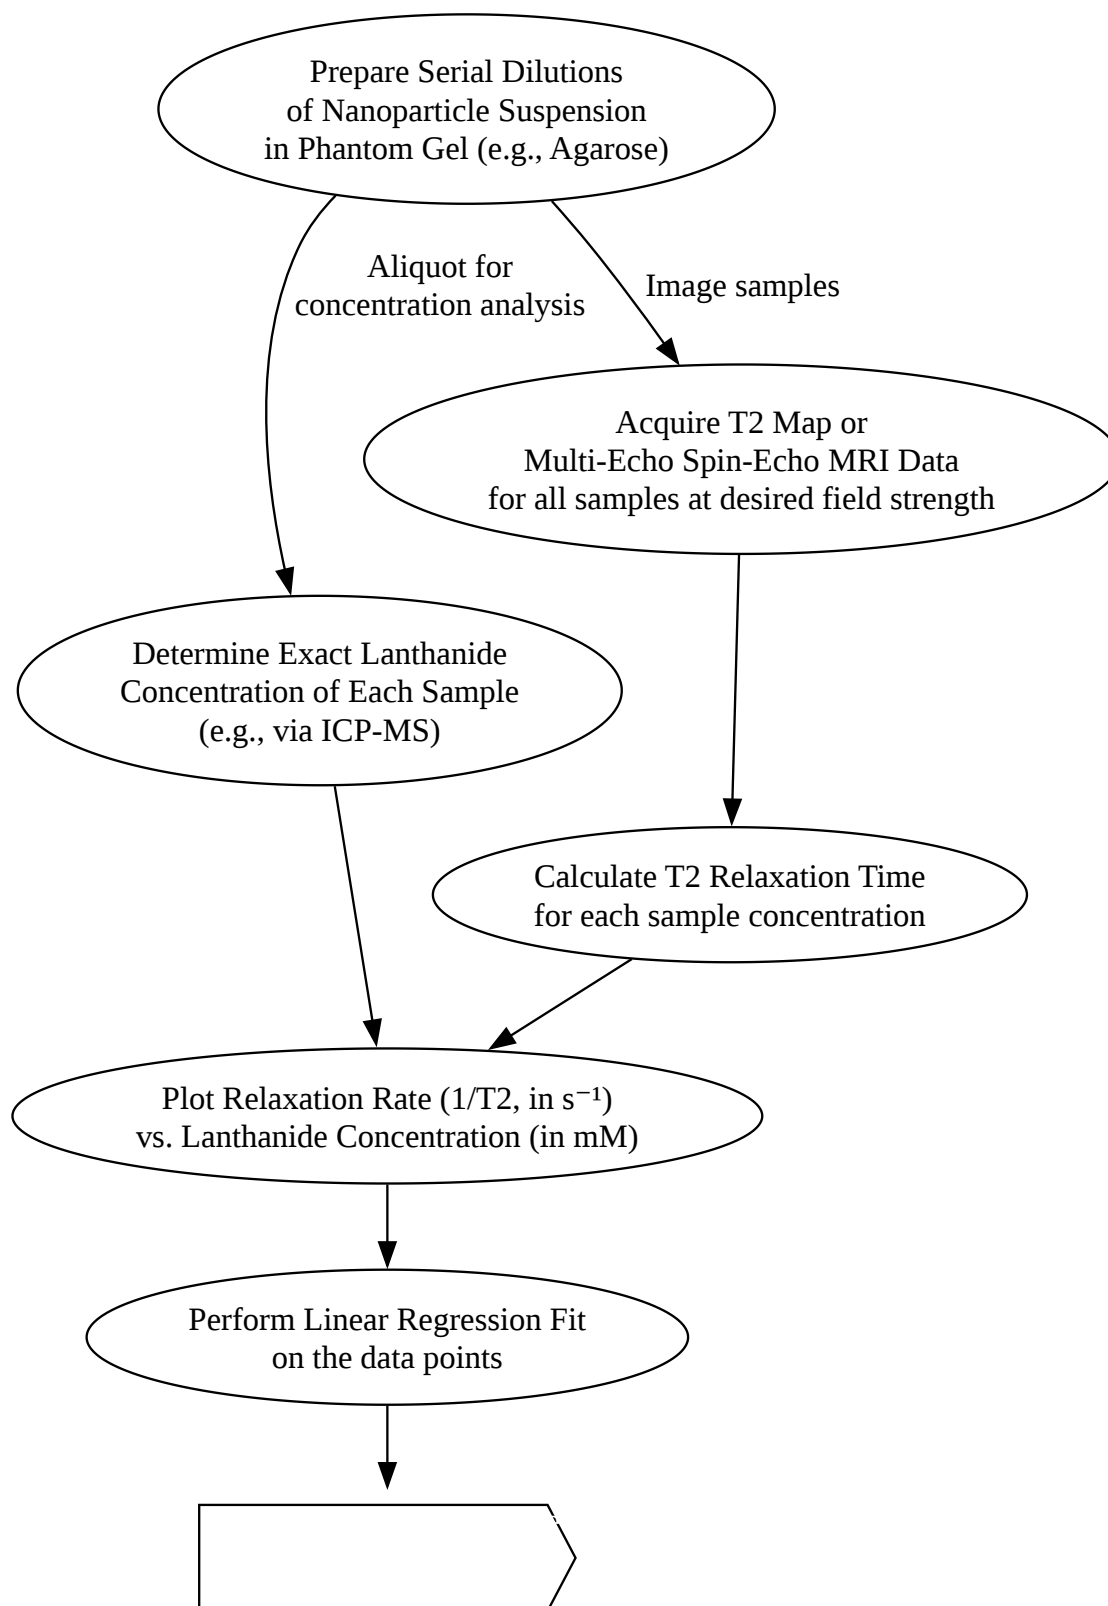 Prepare Serial Dilutions
of Nanoparticle Suspension
in Phantom Gel (e.g., Agarose)
Aliquot for
concentration analysis
Image samples
Acquire T2 Map or
Multi-Echo Spin-Echo MRI Data
for all samples at desired field strength
Determine Exact Lanthanide
Concentration of Each Sample
(e.g., via ICP-MS)
Calculate T2 Relaxation Time
for each sample concentration
Plot Relaxation Rate (1/T2, in s⁻¹)
vs. Lanthanide Concentration (in mM)
Perform Linear Regression Fit
on the data points